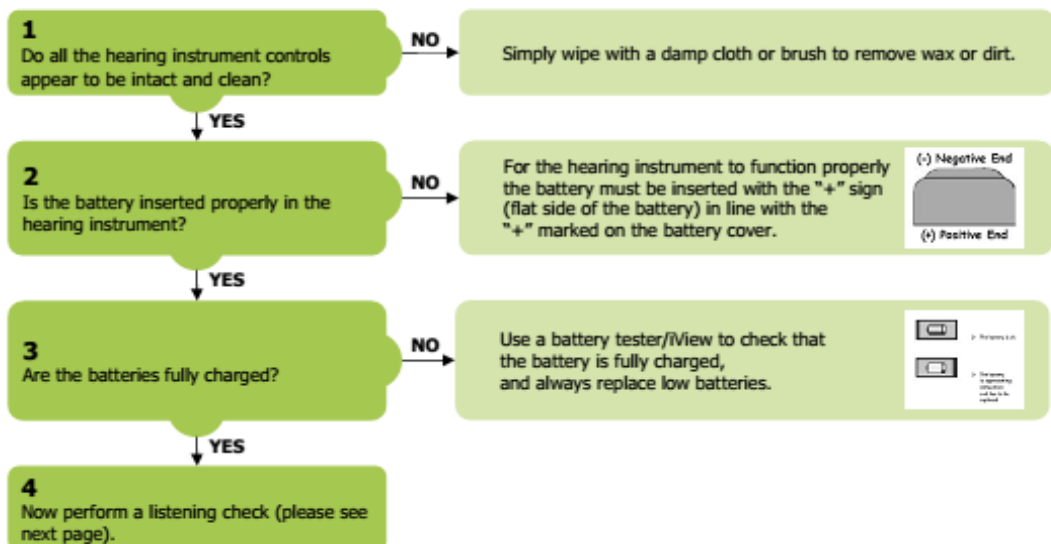 1
Do all the hearing instrument controls
appear to be intact and clean?
NO
Simply wipe with a damp cloth or brush to remove wax or dirt.
YES
2
Is the battery inserted properly in the
hearing instrument?
NO
For the hearing instrument to function properly
the battery must be inserted with the “+” sign
(flat side of the battery) in line with the
“+” marked on the battery cover.
(-) Negative End
(+) Positive End
YES
3
Are the batteries fully charged?
NO
Use a battery tester/iView to check that
the battery is fully charged,
and always replace low batteries.
YES
4
Now perform a listening check (please see
next page).